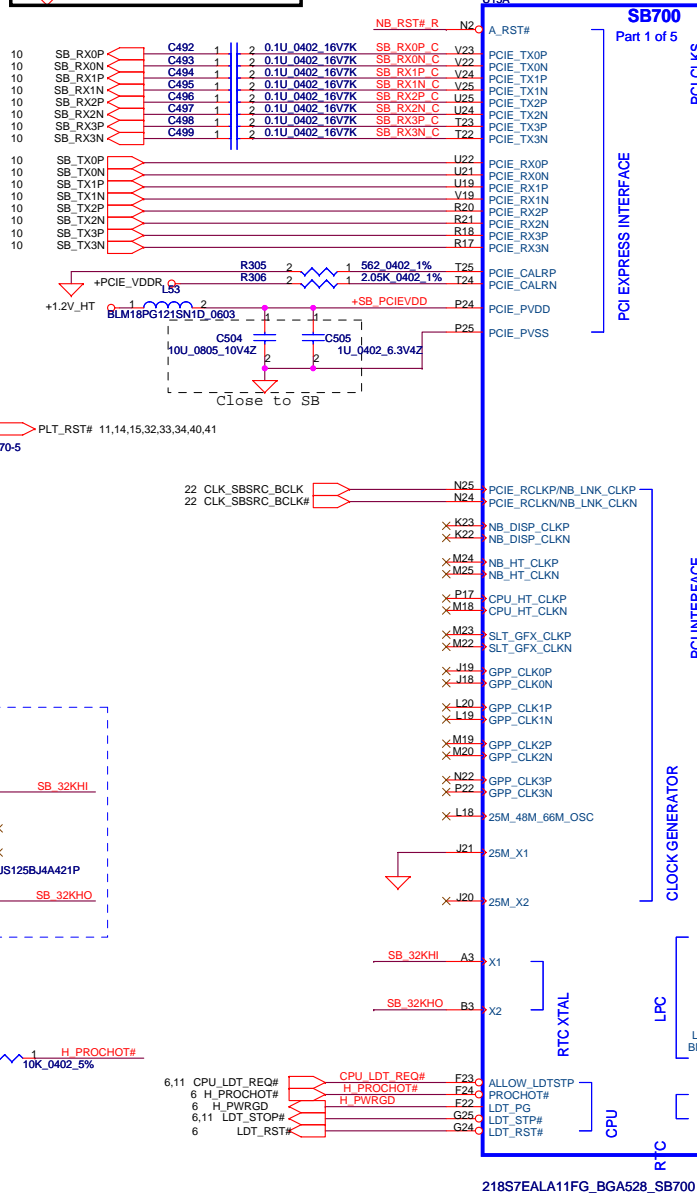 U13A
SB700
Part 1 of 5
NB_RST#_R N2 A_RST#
10 SB_RX0P C492 1 2 0.1U_0402_16V7K SB_RX0P_C V23 PCIE_TX0P
10 SB_RX0N C493 1 2 0.1U_0402_16V7K SB_RX0N_C V22 PCIE_TX0N
10 SB_RX1P C494 1 2 0.1U_0402_16V7K SB_RX1P_C V24 PCIE_TX1P
10 SB_RX1N C495 1 2 0.1U_0402_16V7K SB_RX1N_C V25 PCIE_TX1N
10 SB_RX2P C496 1 2 0.1U_0402_16V7K SB_RX2P_C U25 PCIE_TX2P
10 SB_RX2N C497 1 2 0.1U_0402_16V7K SB_RX2N_C U24 PCIE_TX2N
10 SB_RX3P C498 1 2 0.1U_0402_16V7K SB_RX3P_C T23 PCIE_TX3P
10 SB_RX3N C499 1 2 0.1U_0402_16V7K SB_RX3N_C T22 PCIE_TX3N
10 SB_TX0P U22 PCIE_RX0P
10 SB_TX0N U21 PCIE_RX0N
10 SB_TX1P U19 PCIE_RX1P
10 SB_TX1N V19 PCIE_RX1N
10 SB_TX2P R20 PCIE_RX2P
10 SB_TX2N R21 PCIE_RX2N
10 SB_TX3P R18 PCIE_RX3P
10 SB_TX3N R17 PCIE_RX3N
PCI EXPRESS INTERFACE
PCI CLKS
R305 2 1 562_0402_1% T25 PCIE_CALRP
+PCIE_VDDR R306 2 1 2.05K_0402_1% T24 PCIE_CALRN
L53
+1.2V_HT 1 2 +SB_PCIEVDD P24 PCIE_PVDD
BLM18PG121SN1D_0603
P25 PCIE_PVSS
1 1
C504 C505
10U_0805_10V4Z 1U_0402_6.3V4Z
2 2
Close to SB
PLT_RST# 11,14,15,32,33,34,40,41
70-5
22 CLK_SBSRC_BCLK N25 PCIE_RCLKP/NB_LNK_CLKP
22 CLK_SBSRC_BCLK# N24 PCIE_RCLKN/NB_LNK_CLKN
K23 NB_DISP_CLKP
K22 NB_DISP_CLKN
M24 NB_HT_CLKP
M25 NB_HT_CLKN
P17 CPU_HT_CLKP
M18 CPU_HT_CLKN
M23 SLT_GFX_CLKP
M22 SLT_GFX_CLKN
J19 GPP_CLK0P
J18 GPP_CLK0N
L20 GPP_CLK1P
L19 GPP_CLK1N
M19 GPP_CLK2P
M20 GPP_CLK2N
N22 GPP_CLK3P
P22 GPP_CLK3N
L18 25M_48M_66M_OSC
J21 25M_X1
J20 25M_X2
CLOCK GENERATOR
PCI INTERFACE
SB_32KHI
JS125BJ4A421P
SB_32KHO
SB_32KHI A3 X1
SB_32KHO B3 X2
RTC XTAL
LPC
L
1 H_PROCHOT#
10K_0402_5%
6,11 CPU_LDT_REQ# CPU_LDT_REQ# F23 ALLOW_LDTSTP
6 H_PROCHOT# H_PROCHOT# F24 PROCHOT#
6 H_PWRGD H_PWRGD F22 LDT_PG
6,11 LDT_STOP# G25 LDT_STP#
6 LDT_RST# G24 LDT_RST#
CPU
RTC
218S7EALA11FG_BGA528_SB700